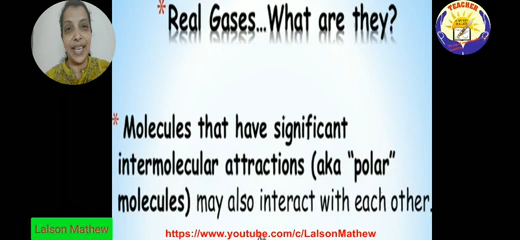 *Real Gases...What are they?
TEACHER
*Molecules that have significant
intermolecular attractions (aka “polar”
molecules) may also interact with each other.
Lalson Mathew
https://www.youtube.com/c/LalsonMathew